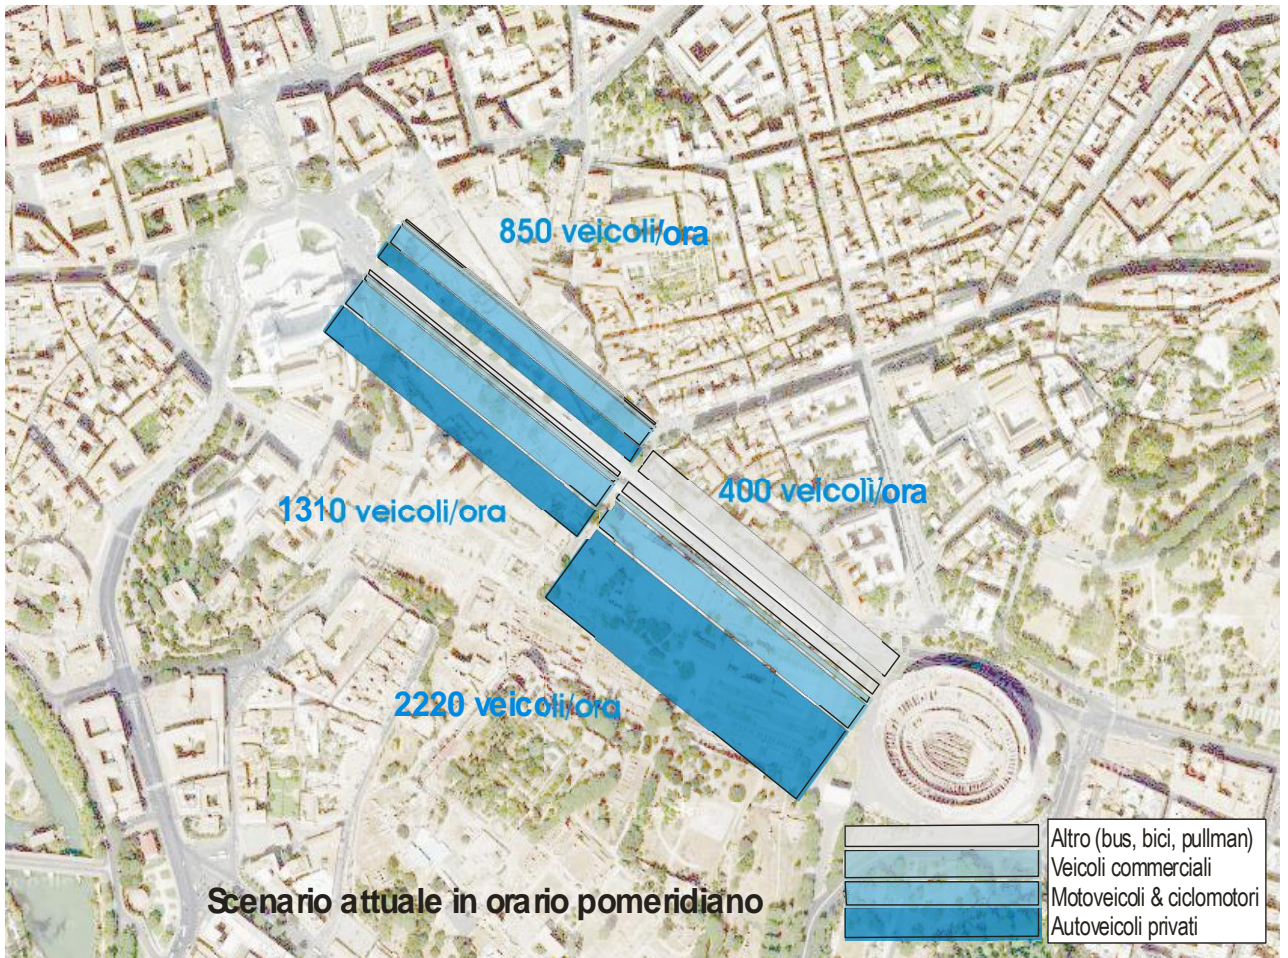 850 veicoli/ora
400 veicoli/ora
1310 veicoli/ora
2220 veicoli/ora
Scenario attuale in orario pomeridiano
Altro (bus, bici, pullman)
Veicoli commerciali
Motoveicoli & ciclomotori
Autoveicoli privati